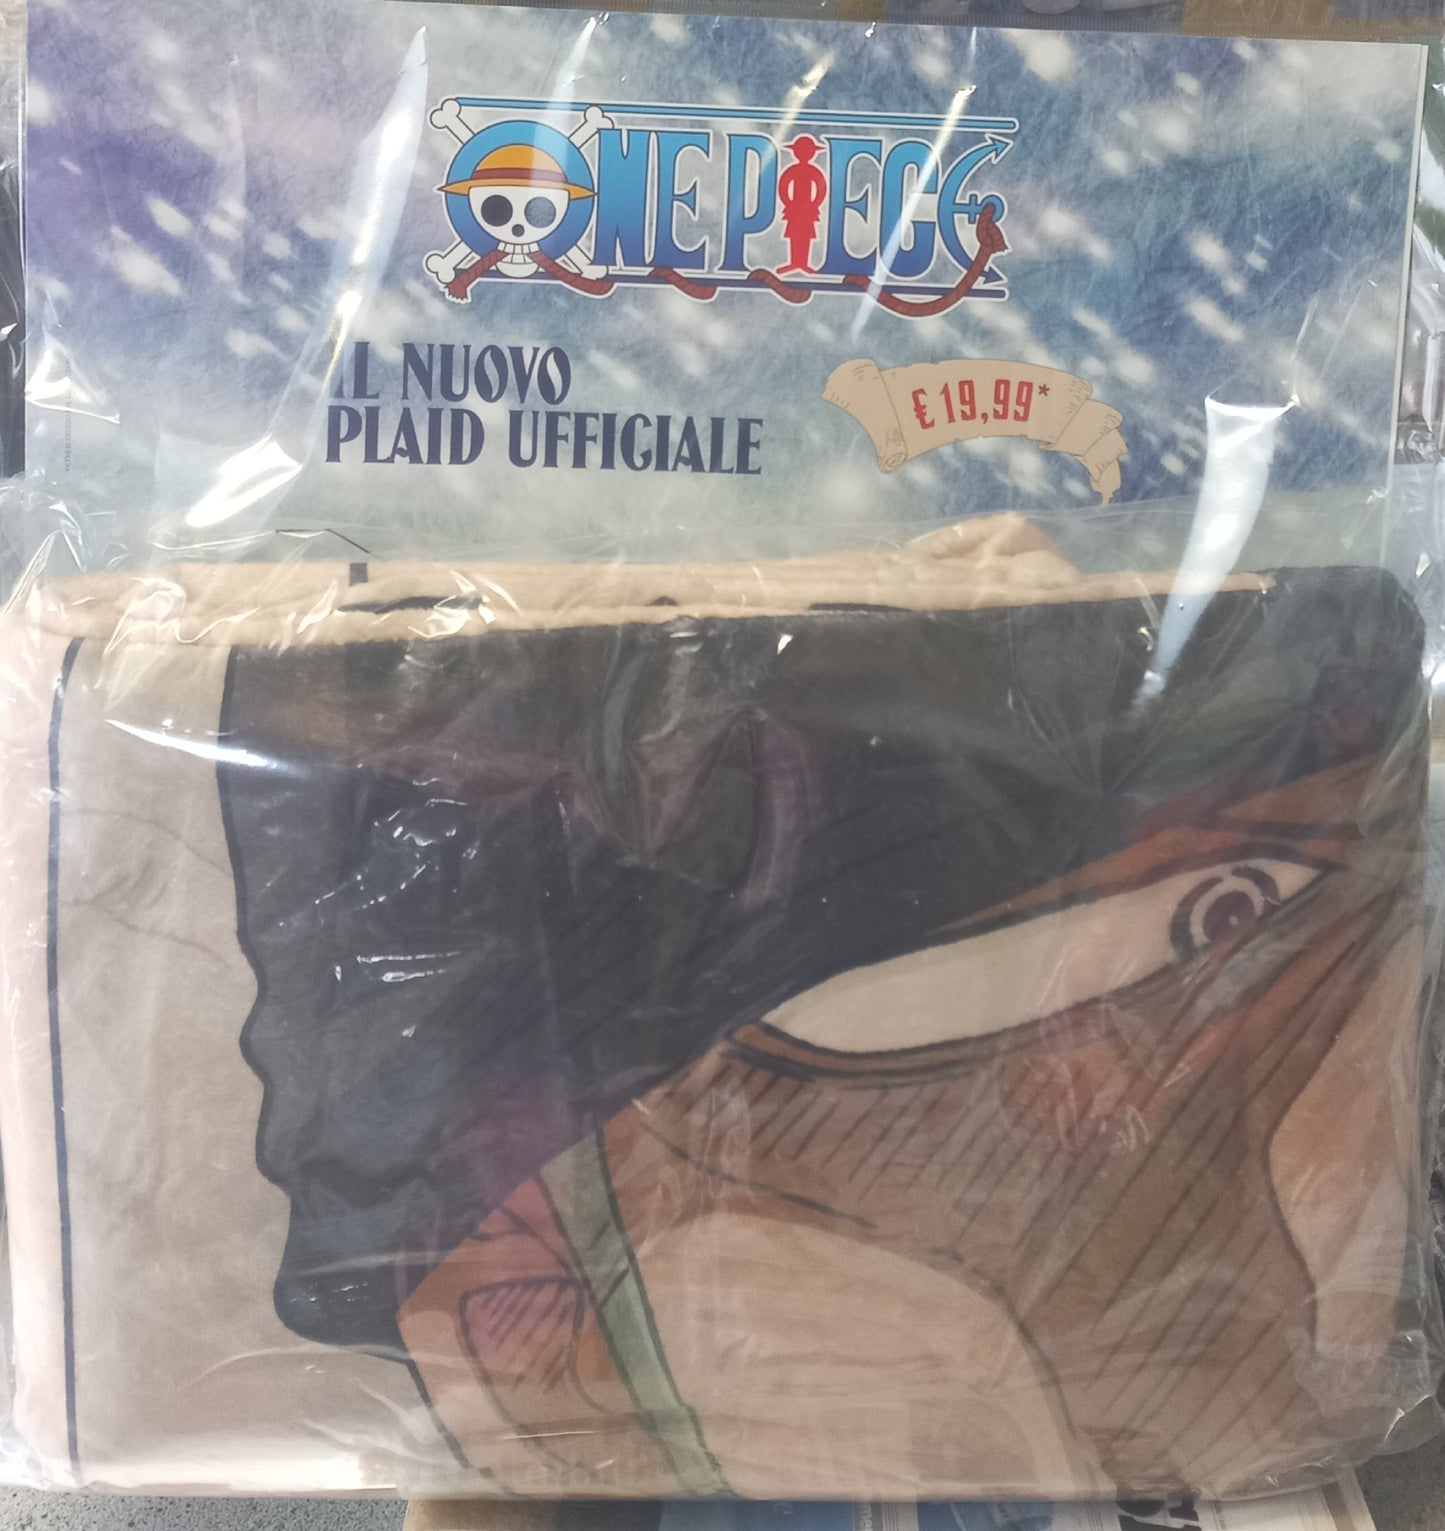 ONE PIECE
IL NUOVO
PLAID UFFICIALE
€ 19,99*